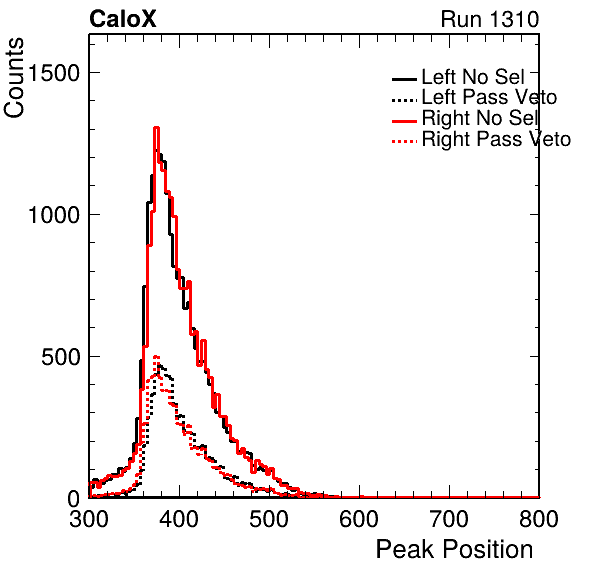 CaloX Run 1310
Counts
1500
1000
500
0
Left No Sel
Left Pass Veto
Right No Sel
Right Pass Veto
300 400 500 600 700 800
Peak Position